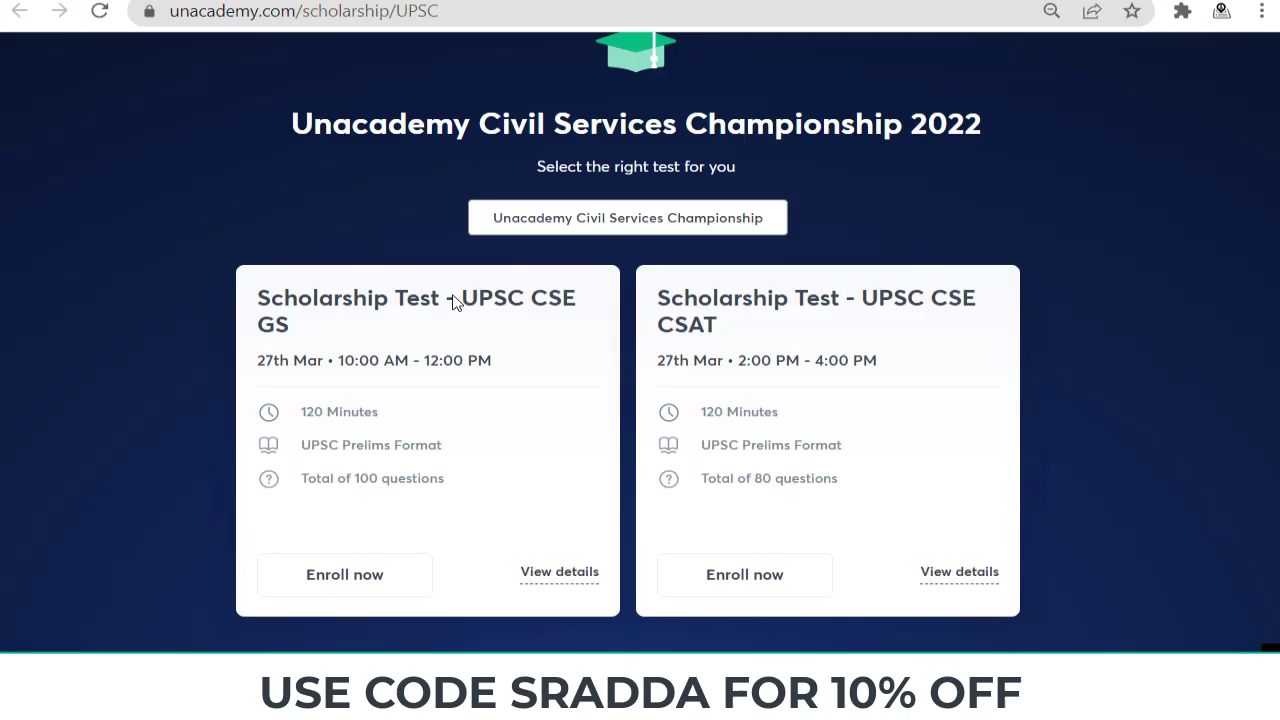 unacademy.com/scholarship/UPSC
Unacademy Civil Services Championship 2022
Select the right test for you
Unacademy Civil Services Championship
Scholarship Test - UPSC CSE
GS
27th Mar • 10:00 AM - 12:00 PM
120 Minutes
UPSC Prelims Format
Total of 100 questions
Enroll now
View details
Scholarship Test - UPSC CSE
CSAT
27th Mar • 2:00 PM - 4:00 PM
120 Minutes
UPSC Prelims Format
Total of 80 questions
Enroll now
View details
USE CODE SRADDA FOR 10% OFF